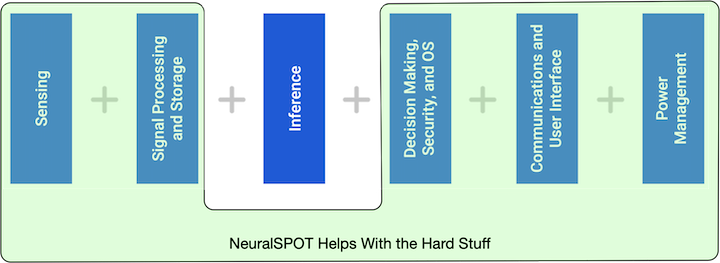 Sensing
Signal Processing
and Storage
Inference
Decision Making,
Security, and OS
Communications and
User Interface
Power
Management
NeuralSPOT Helps With the Hard Stuff